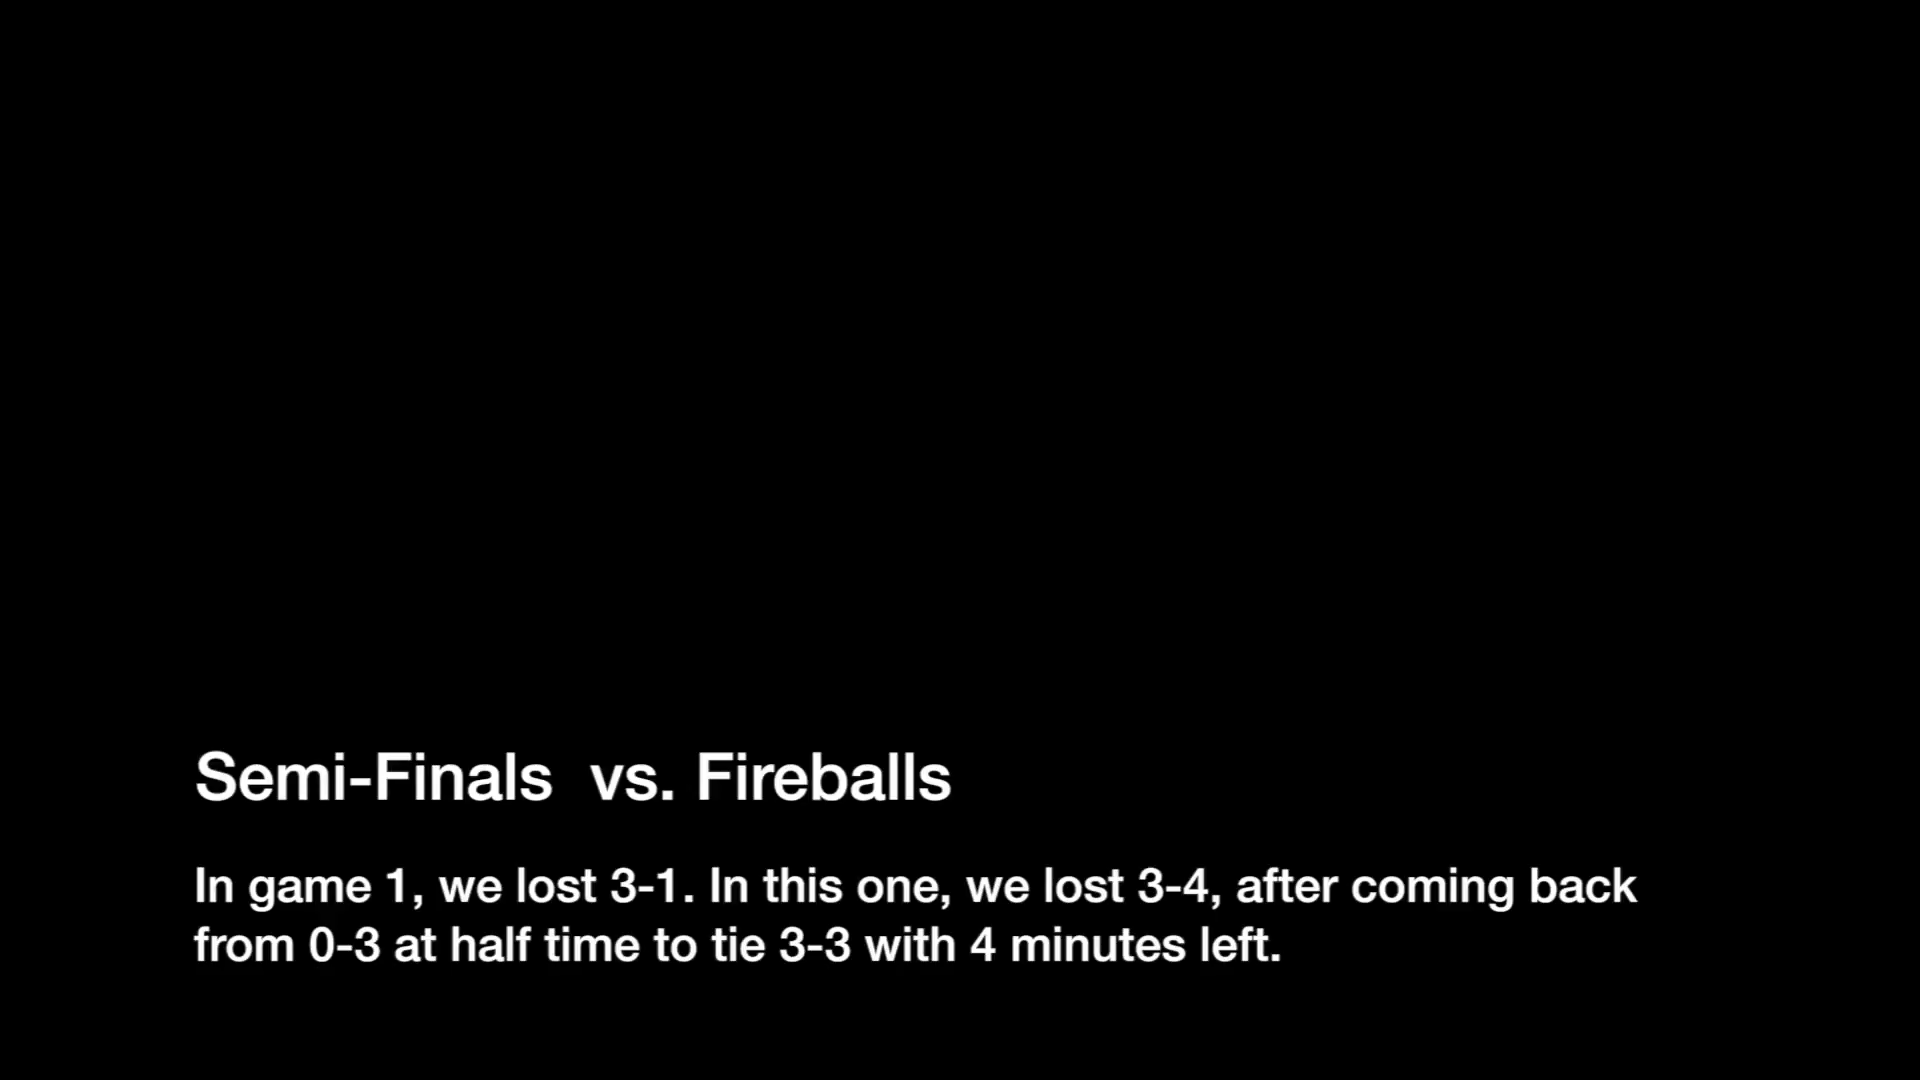 Semi-Finals  vs. Fireballs
In game 1, we lost 3-1. In this one, we lost 3-4, after coming back
from 0-3 at half time to tie 3-3 with 4 minutes left.